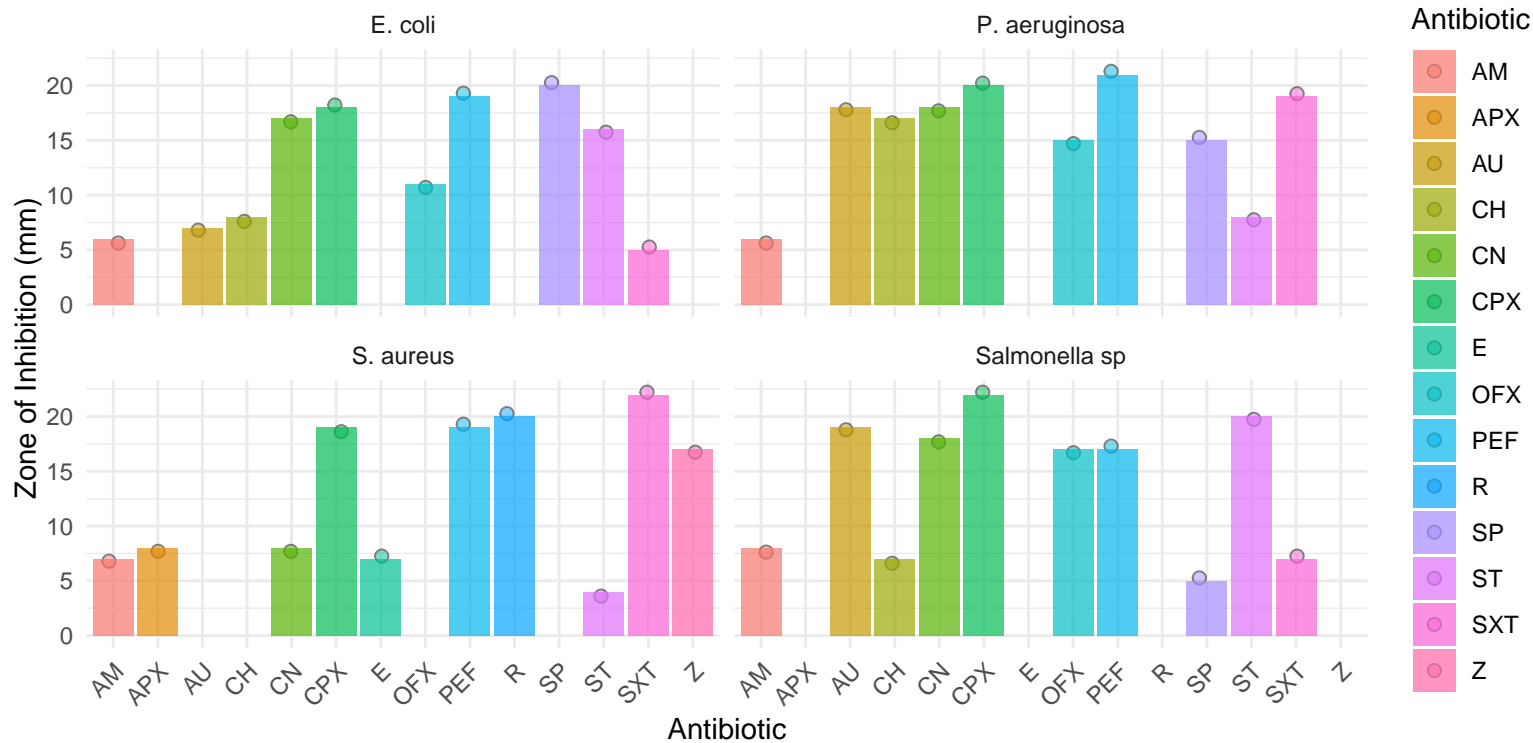 E. coli
P. aeruginosa
20
15
10
5
0
S. aureus
Salmonella sp
20
15
10
5
0
Zone of Inhibition (mm)
AM APX AU CH CN CPX E OFX PEF R SP ST SXT Z
AM APX AU CH CN CPX E OFX PEF R SP ST SXT Z
Antibiotic
Antibiotic
AM
APX
AU
CH
CN
CPX
E
OFX
PEF
R
SP
ST
SXT
Z